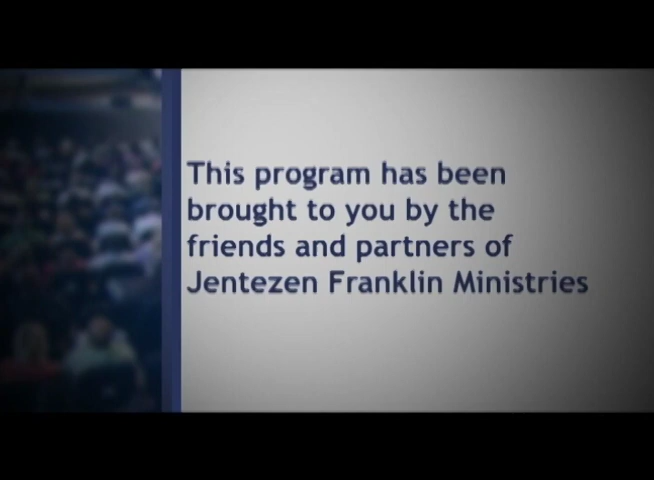 This program has been
brought to you by the
friends and partners of
Jentezen Franklin Ministries